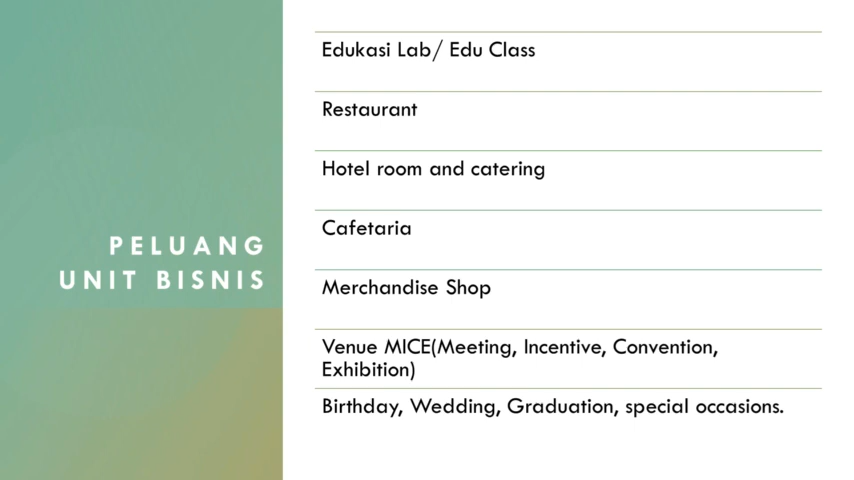 PELUANG
UNIT BISNIS
Edukasi Lab/ Edu Class
Restaurant
Hotel room and catering
Cafetaria
Merchandise Shop
Venue MICE(Meeting, Incentive, Convention,
Exhibition)
Birthday, Wedding, Graduation, special occasions.